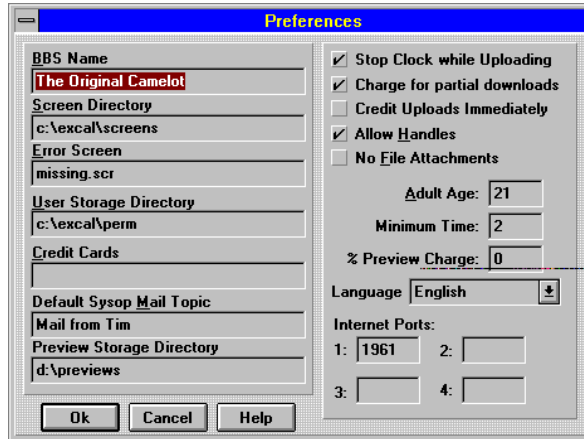 Preferences
BBS Name
The Original Camelot
Screen Directory
c:\excal\screens
Error Screen
missing.scr
User Storage Directory
c:\excal\perm
Credit Cards
Default Sysop Mail Topic
Mail from Tim
Preview Storage Directory
d:\previews
Ok Cancel Help
Stop Clock while Uploading
Charge for partial downloads
Credit Uploads Immediately
Allow Handles
No File Attachments
Adult Age: 21
Minimum Time: 2
% Preview Charge: 0
Language English
Internet Ports:
1: 1961 2:
3: 4: